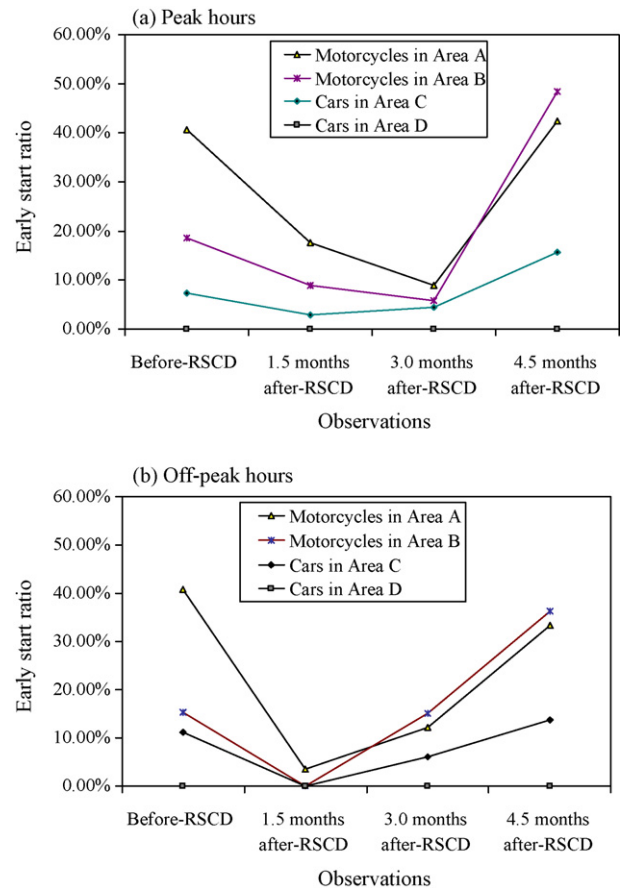 (a) Peak hours
60.00%
50.00%
40.00%
30.00%
20.00%
10.00%
0.00%
Early start ratio
Motorcycles in Area A
Motorcycles in Area B
Cars in Area C
Cars in Area D
Before-RSCD 1.5 months 3.0 months 4.5 months
after-RSCD after-RSCD after-RSCD
Observations
(b) Off-peak hours
60.00%
50.00%
40.00%
30.00%
20.00%
10.00%
0.00%
Early start ratio
Motorcycles in Area A
Motorcycles in Area B
Cars in Area C
Cars in Area D
Before-RSCD 1.5 months 3.0 months 4.5 months
after-RSCD after-RSCD after-RSCD
Observations